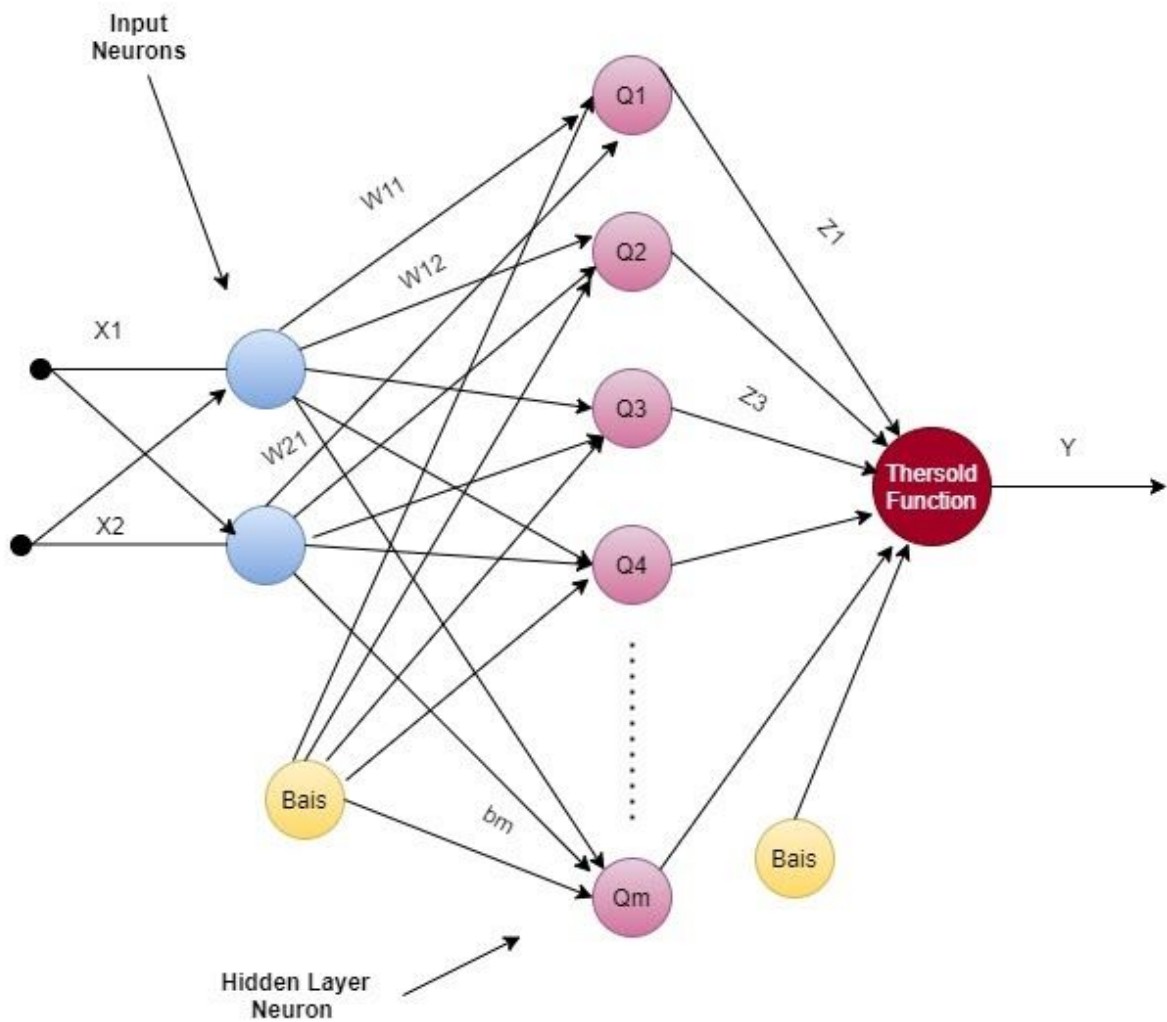 Input
Neurons
Q1
W11
Z1
W12
Q2
X1
Q3
Z3
W21
Thersold
Function
Y
X2
Q4
Bais
bm
Bais
Qm
Hidden Layer
Neuron